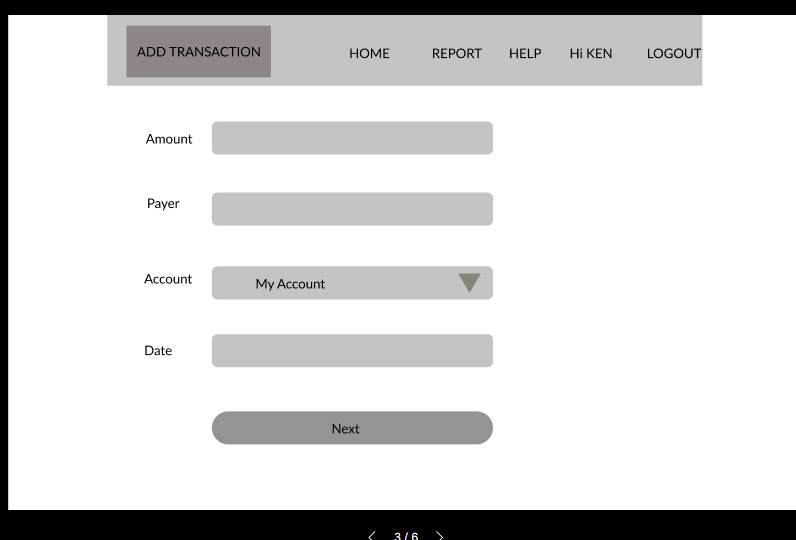 ADD TRANSACTION HOME REPORT HELP Hi KEN LOGOUT
Amount
Payer
Account My Account
Date
Next
3 / 6